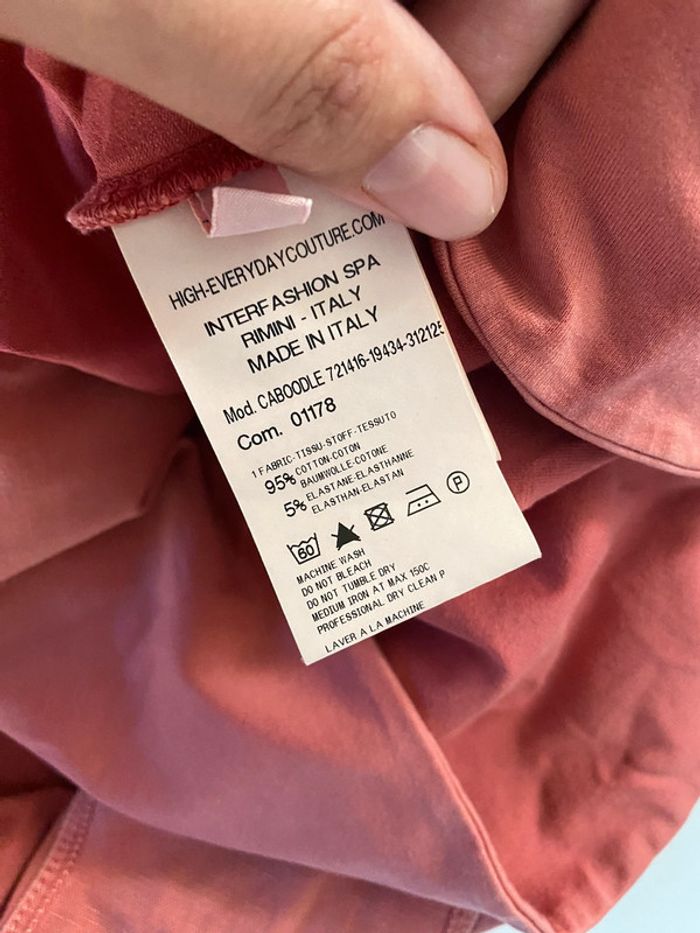 HIGH-EVERYDAYCOUTURE.COM
INTERFASHION SPA
RIMINI - ITALY
MADE IN ITALY
Mod. CABOODLE 721416-19434-312125
Com. 01178
1 FABRIC-TISSU-STOFF-TESSUTO
95% COTTON-COTON
BAUMWOLLE-COTONE
5% ELASTANE-ELASTHANNE
ELASTHAN-ELASTAN
60 P
MACHINE WASH
DO NOT BLEACH
DO NOT TUMBLE DRY
MEDIUM IRON AT MAX 150C
PROFESSIONAL DRY CLEAN P
LAVER A LA MACHINE